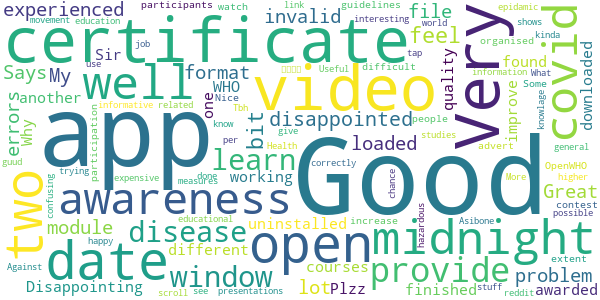 experienced
movement education
participants
watch
link
guidelines
interesting
epidemic
shows
kinda
certificate
job
Sir
use
invalid
file
world
tap
feel
organised
difficult
Useful
What
Says
My
well
format
WHO
video
very
quality
found
information
Some
covid
downloaded
another
errors
Why
one
Nice
bit
disappointed
people
improve
knowlage
app
Good
informative
related
Tbh
know
learn
per
loaded
give
Health
studies
advert
OpenWHO
higher
More
general
two
participation
guud
trying
expensive
done
measures
working
correctly
chance
Great
contest
possible
awareness
open
midnight
confusing
module
disease
educational
uninstalled
increase
hazardous
Asibone
stuff
extent
date
happy
Against
different
window
courses
provide
problem
Disappointing
scroll
see
presentations
lot
Plzz
finished
reddit
awarded